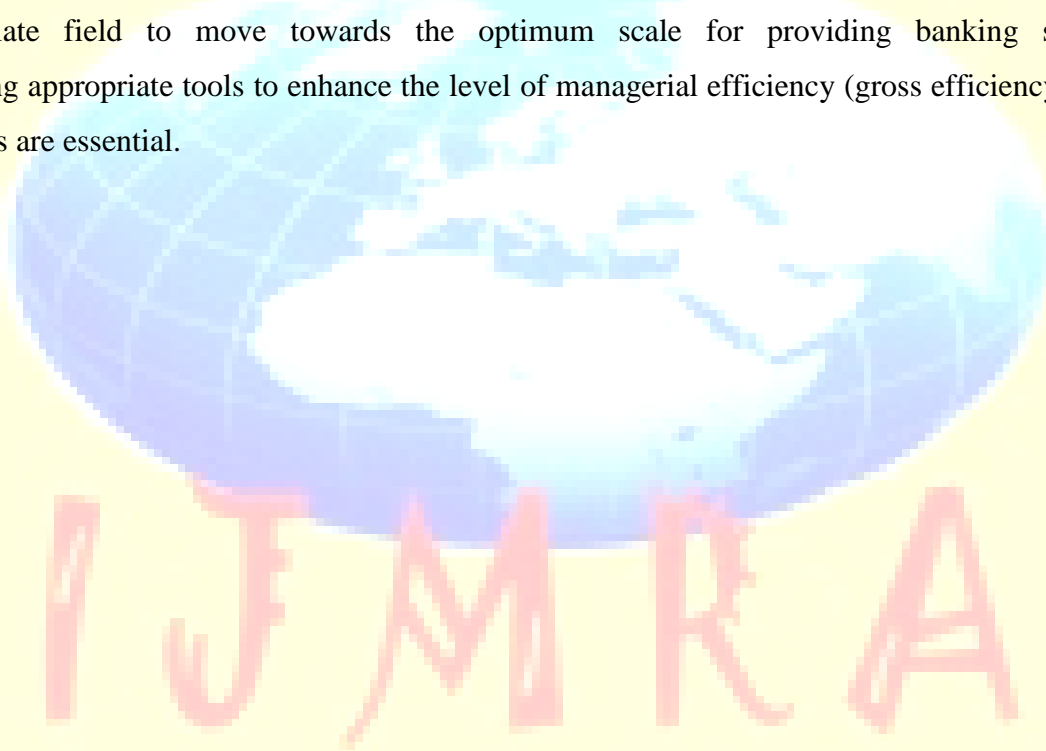 field to move towards the optimum scale for providing banking
appropriate tools to enhance the level of managerial efficiency (gross efficiency
are essential.
IJMRA